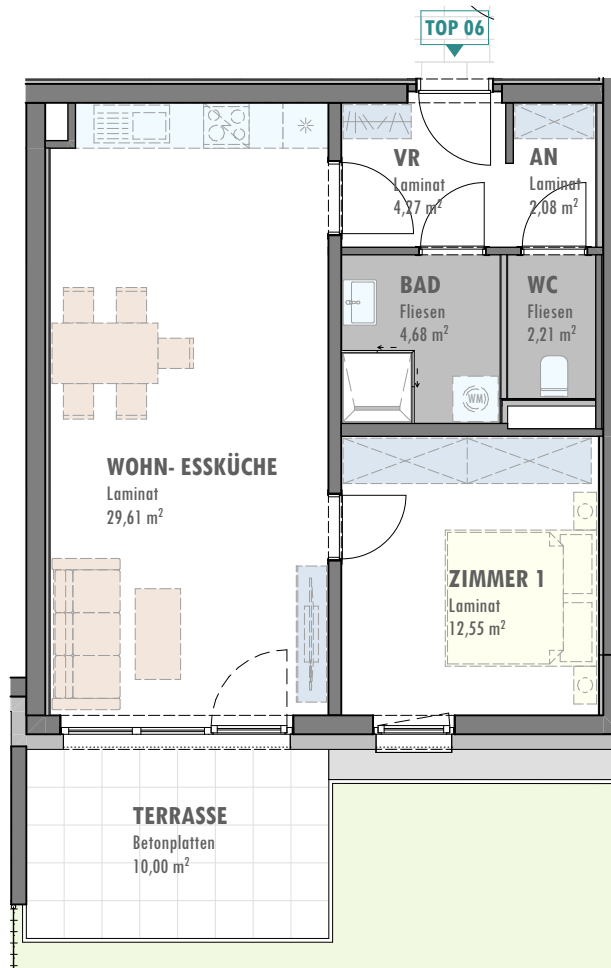 TOP 06
VR
Laminat
4,27 m²
AN
Laminat
2,08 m²
BAD
Fliesen
4,68 m²
WC
Fliesen
2,21 m²
WM
WOHN- ESSKÜCHE
Laminat
29,61 m²
ZIMMER 1
Laminat
12,55 m²
TERRASSE
Betonplatten
10,00 m²